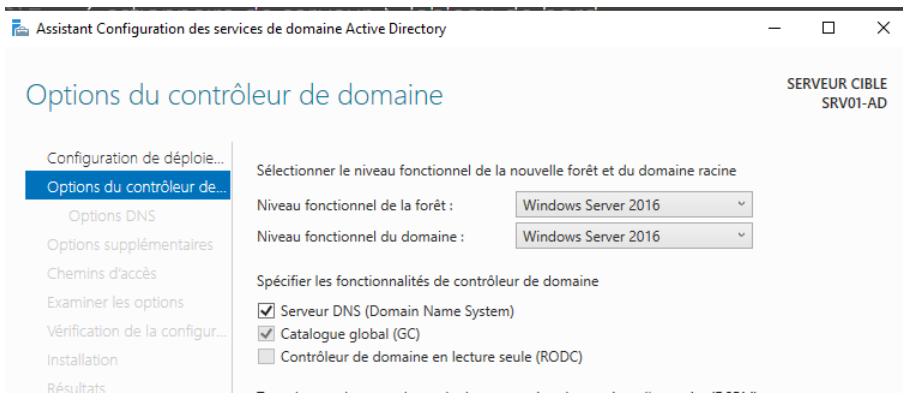 Assistant Configuration des services de domaine Active Directory
Options du contrôleur de domaine
SERVEUR CIBLE
SRV01-AD
Configuration de déploie...
Options du contrôleur de...
Options DNS
Options supplémentaires
Chemins d'accès
Examiner les options
Vérification de la configur...
Installation
Résultats
Sélectionner le niveau fonctionnel de la nouvelle forêt et du domaine racine
Niveau fonctionnel de la forêt : Windows Server 2016
Niveau fonctionnel du domaine : Windows Server 2016
Spécifier les fonctionnalités de contrôleur de domaine
Serveur DNS (Domain Name System)
Catalogue global (GC)
Contrôleur de domaine en lecture seule (RODC)